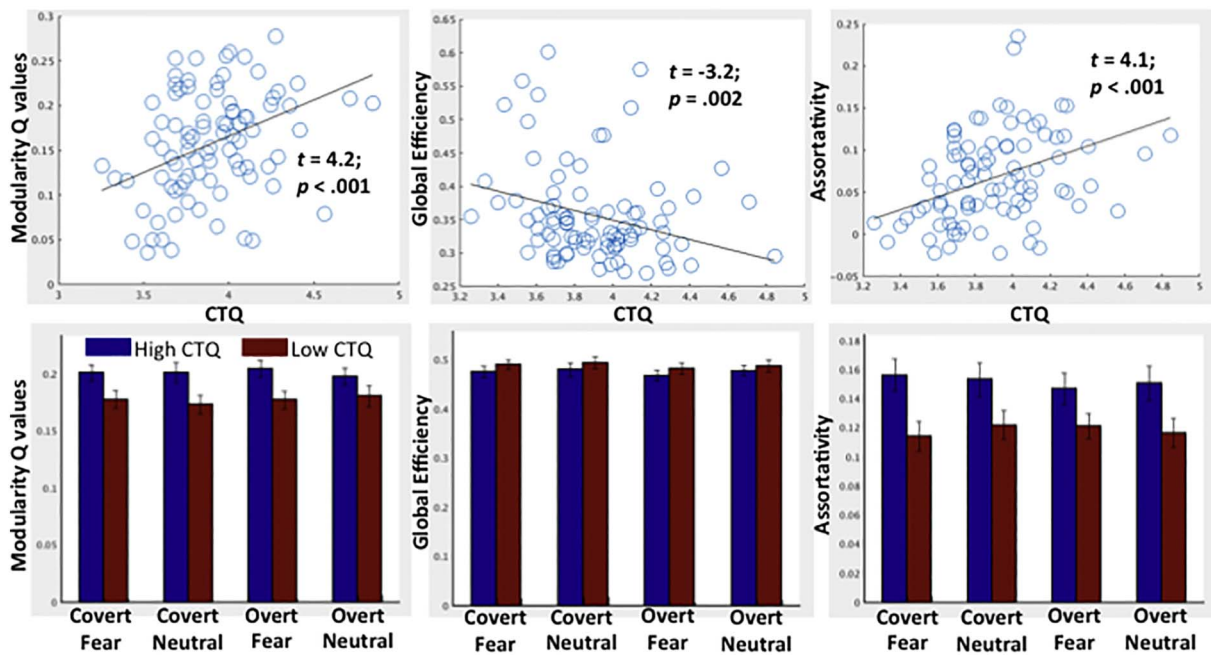 Modularity Q values
0.3
0.25
0.2
0.15
0.1
0.05
0
3
3.5
4
4.5
5
CTQ
t = 4.2;
p < .001
Global Efficiency
0.65
0.6
0.55
0.5
0.45
0.4
0.35
0.3
0.25
3.2 3.4 3.6 3.8 4 4.2 4.4 4.6 4.8 5
CTQ
t = -3.2;
p = .002
Assortativity
0.25
0.2
0.15
0.1
0.05
0
-0.05
3.2 3.4 3.6 3.8 4 4.2 4.4 4.6 4.8 5
CTQ
t = 4.1;
p < .001
High CTQ Low CTQ
Modularity Q values
0.2
0.15
0.1
0.05
0
Covert Covert Overt Overt
Fear Neutral Fear Neutral
Global Efficiency
0.5
0.4
0.3
0.2
0.1
0
Covert Covert Overt Overt
Fear Neutral Fear Neutral
Assortativity
0.18
0.16
0.14
0.12
0.1
0.08
0.06
0.04
0.02
0
Covert Covert Overt Overt
Fear Neutral Fear Neutral